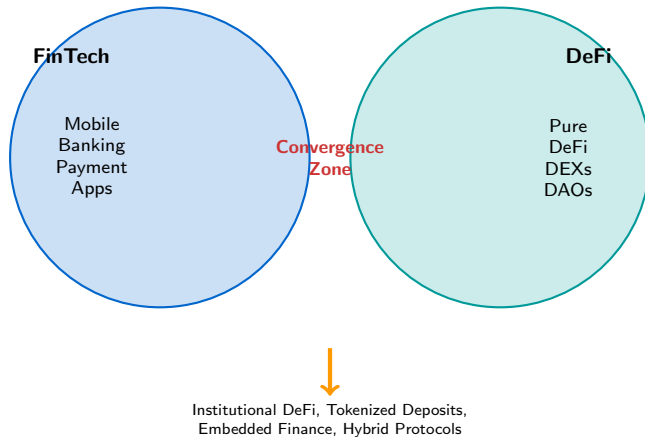 FinTech
DeFi
Mobile
Banking
Payment
Apps
Convergence
Zone
Pure
DeFi
DEXs
DAOs
Institutional DeFi, Tokenized Deposits,
Embedded Finance, Hybrid Protocols